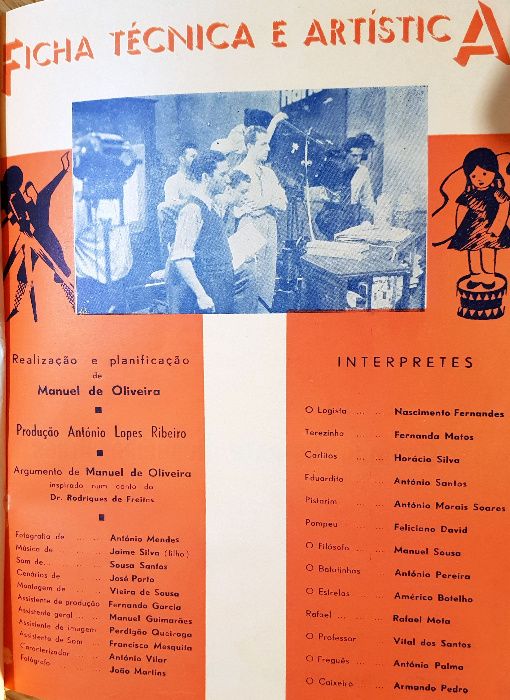 FICHA TÉCNICA E ARTÍSTICA
Realização e planificação
de
Manuel de Oliveira
Produção António Lopes Ribeiro
Argumento de Manuel de Oliveira
inspirado num conto do
Dr. Rodrigues de Freitas
Fotografia de ... António Mendes
Música de ... Jaime Silva (filho)
Som de... Sousa Santos
Cenários de ... José Porto
Montagem de ... Vieira de Sousa
Assistente de produção Fernando Garcia
Assistente geral ... Manuel Guimarães
Assistente de imagem Perdigão Queiroga
Assistente de Som ... Francisco Mesquita
Caracterizador ... António Vilar
Fotógrafo ... João Martins
INTERPRETES
O Logista ... ... Nascimento Fernandes
Terezinha ... ... Fernanda Matos
Carlitos ... ... Horácio Silva
Eduardito ... António Santos
Pistarim ... António Morais Soares
Pompeu ... Feliciano David
O Filósofo ... Manuel Sousa
O Batatinhas António Pereira
O Estrelas ... Américo Botelho
Rafael ... ... Rafael Mota
O Professor Vital dos Santos
O Freguês ... António Palma
O Caixeiro ... Armando Pedro